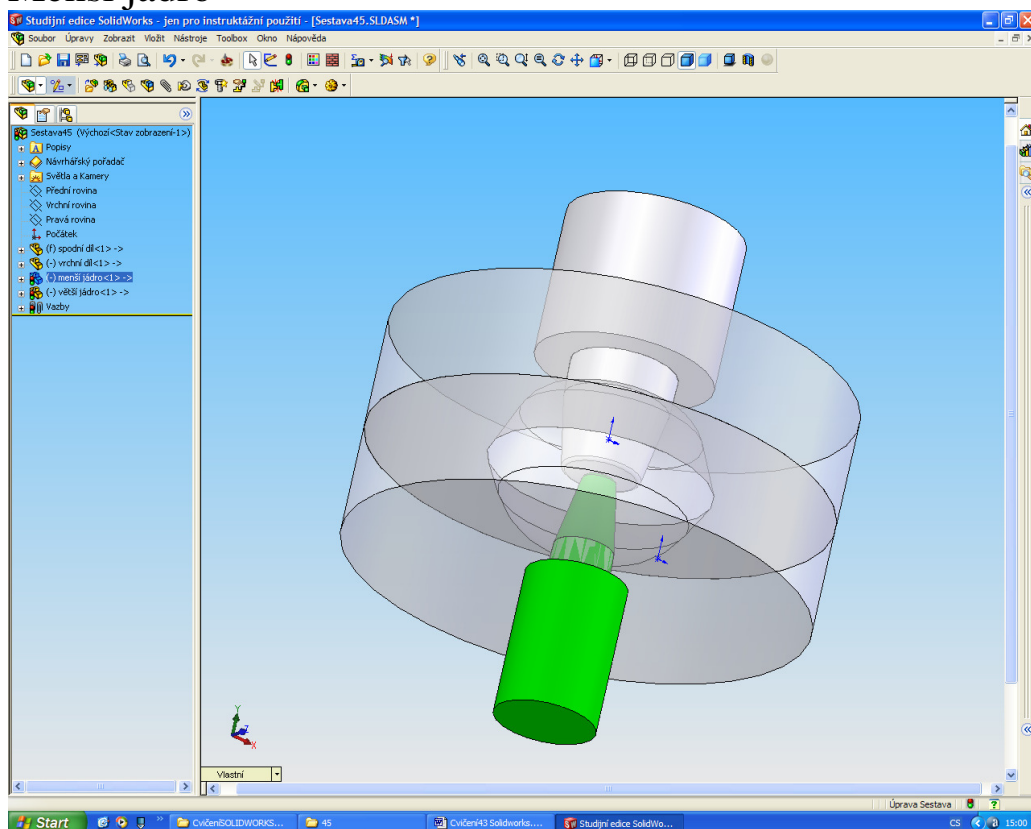 Menší jádro
Studijní edice SolidWorks - jen pro instruktážní použití - [Sestava45.SLDASM *]
Soubor Úpravy Zobrazit Vložit Nástroje Toolbox Okno Nápověda
Sestava45 (Výchozí<Stav zobrazení-1>)
Popisy
Návrhářský pořadač
Světla a Kamery
Přední rovina
Vrchní rovina
Pravá rovina
Počátek
(f) spodní díl<1> ->
(-) vrchní díl<1> ->
(-) menší jádro<1> ->
(-) větší jádro<1> ->
Vazby
Y
Z
X
Vlastní
Úprava Sestava
Start
CvičeníSOLIDWORKS...
45
Cvičení43 Solidworks....
Studijní edice SolidWo...
CS
15:00